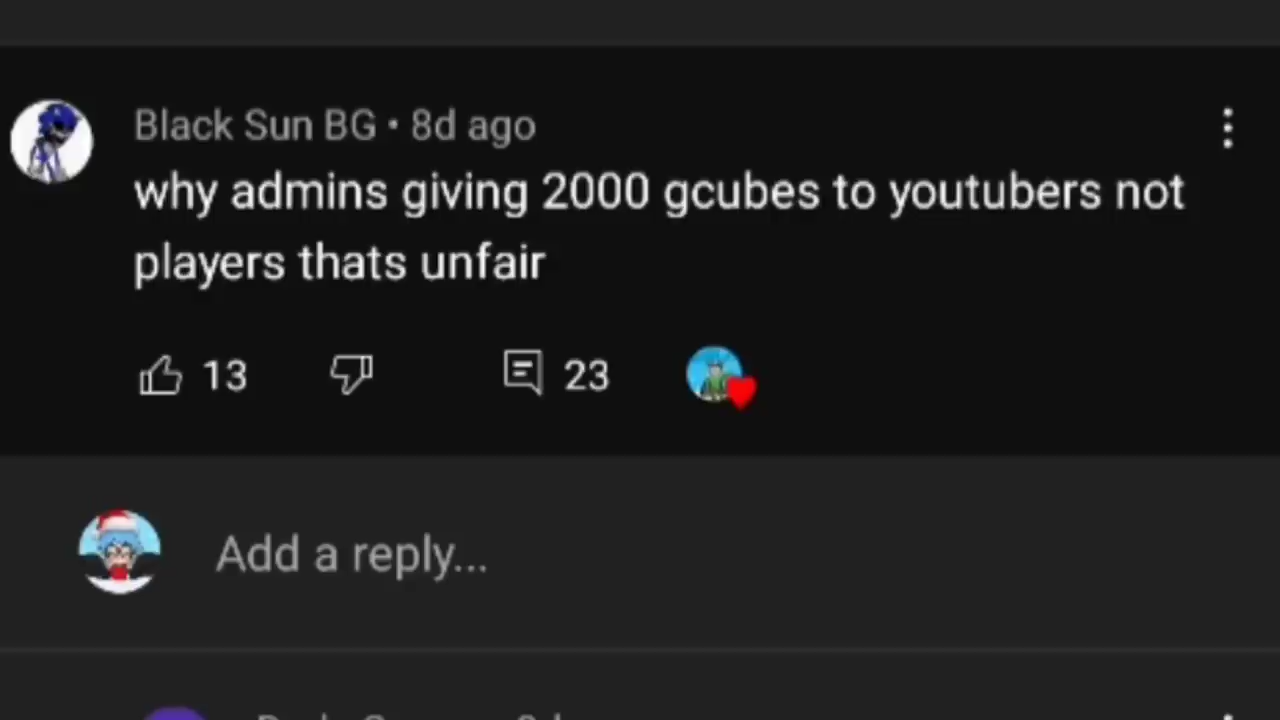 Black Sun BG • 8d ago
why admins giving 2000 gcubes to youtubers not
players thats unfair
13 23
Add a reply...